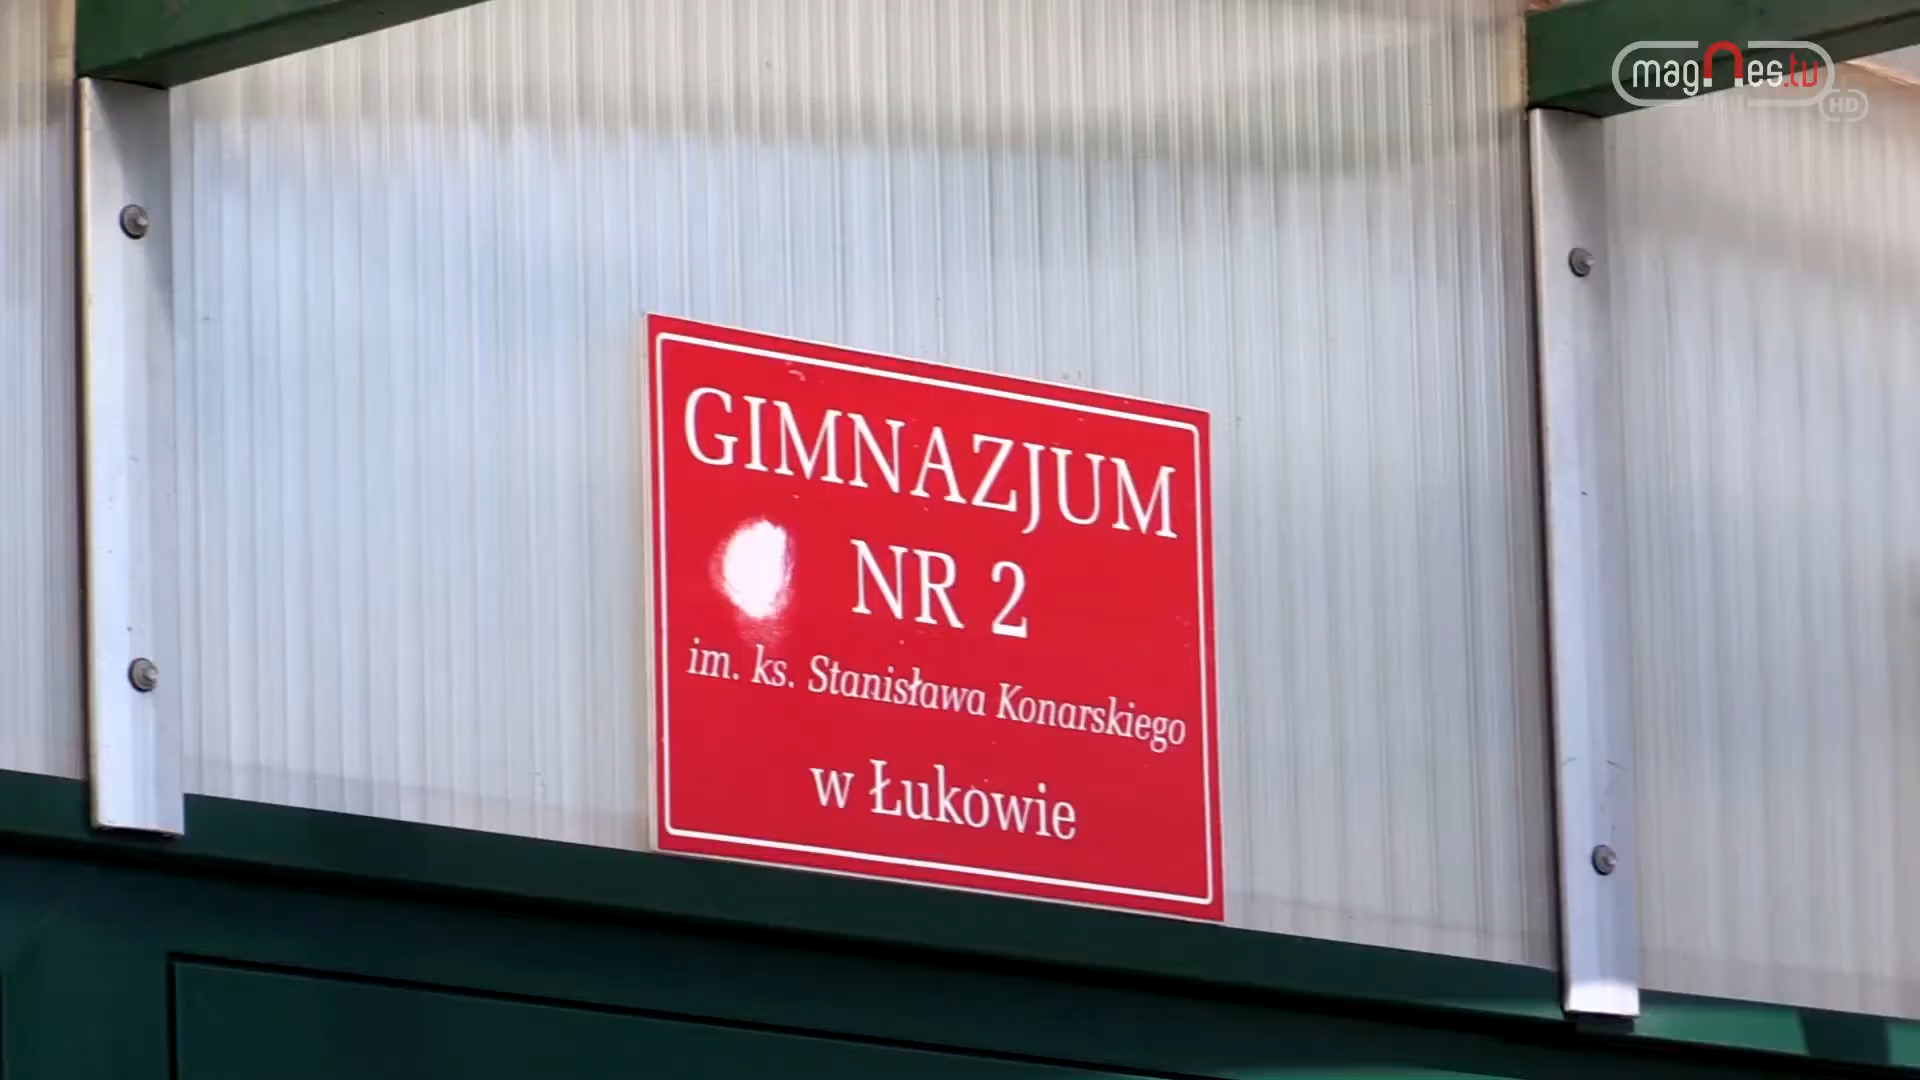 magnes.tv
HD
GIMNAZJUM
NR 2
im. ks. Stanisława Konarskiego
w Łukowie